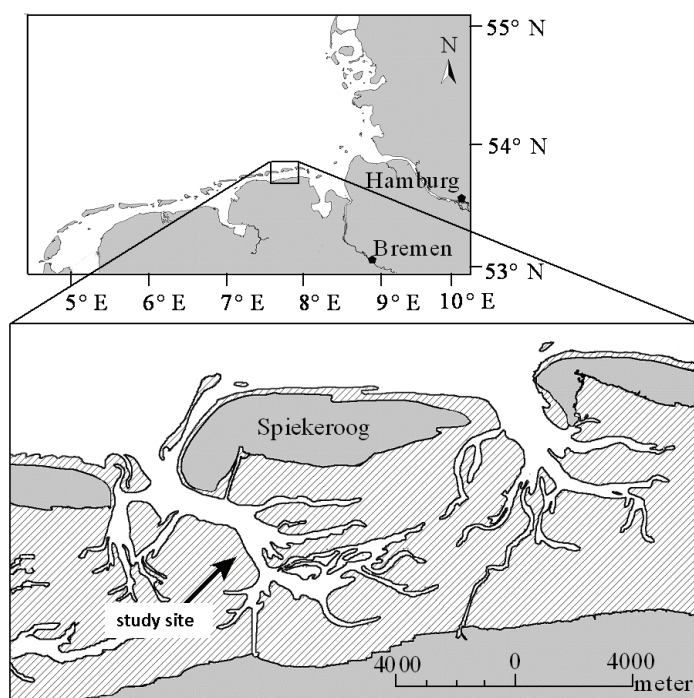 55° N
N
54° N
Hamburg
Bremen
53° N
5° E 6° E 7° E 8° E 9° E 10° E
Spiekeroog
study site
4000 0 4000
meter